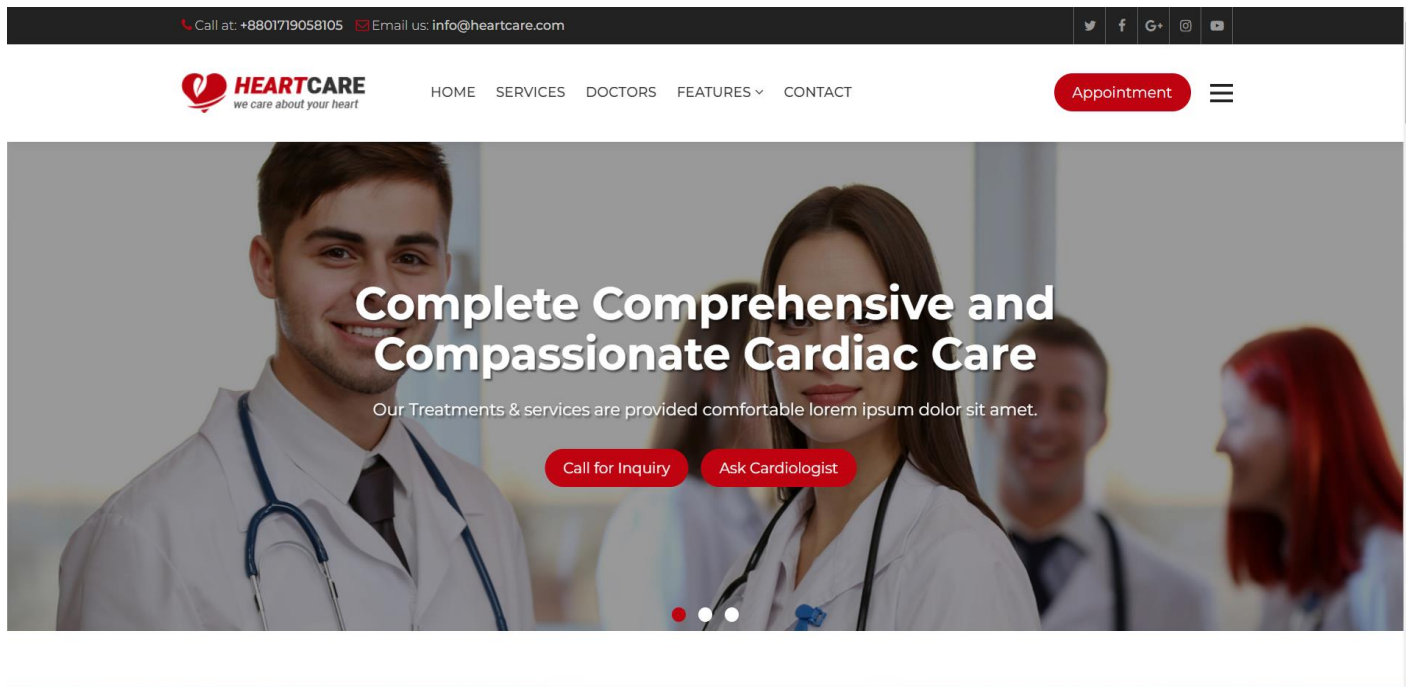 Call at: +8801719058105 Email us: info@heartcare.com
G+
HEARTCARE
we care about your heart
HOME SERVICES DOCTORS FEATURES CONTACT
Appointment
Complete Comprehensive and
Compassionate Cardiac Care
Our Treatments & services are provided comfortable lorem ipsum dolor sit amet.
Call for Inquiry Ask Cardiologist